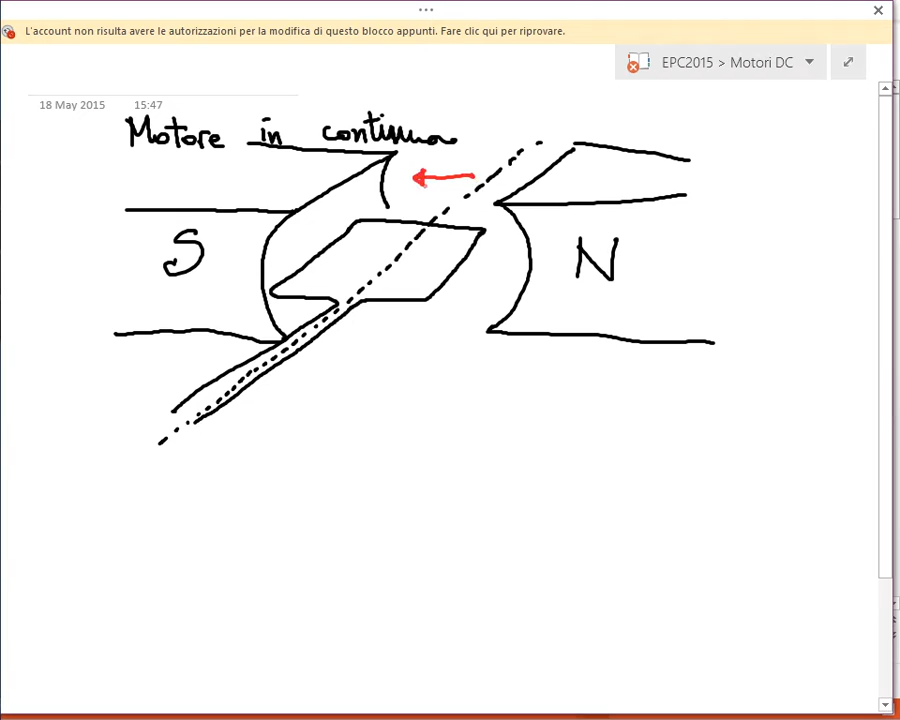 L'account non risulta avere le autorizzazioni per la modifica di questo blocco appunti. Fare clic qui per riprovare.
EPC2015 > Motori DC
18 May 2015 15:47
Motore in continua
S
N